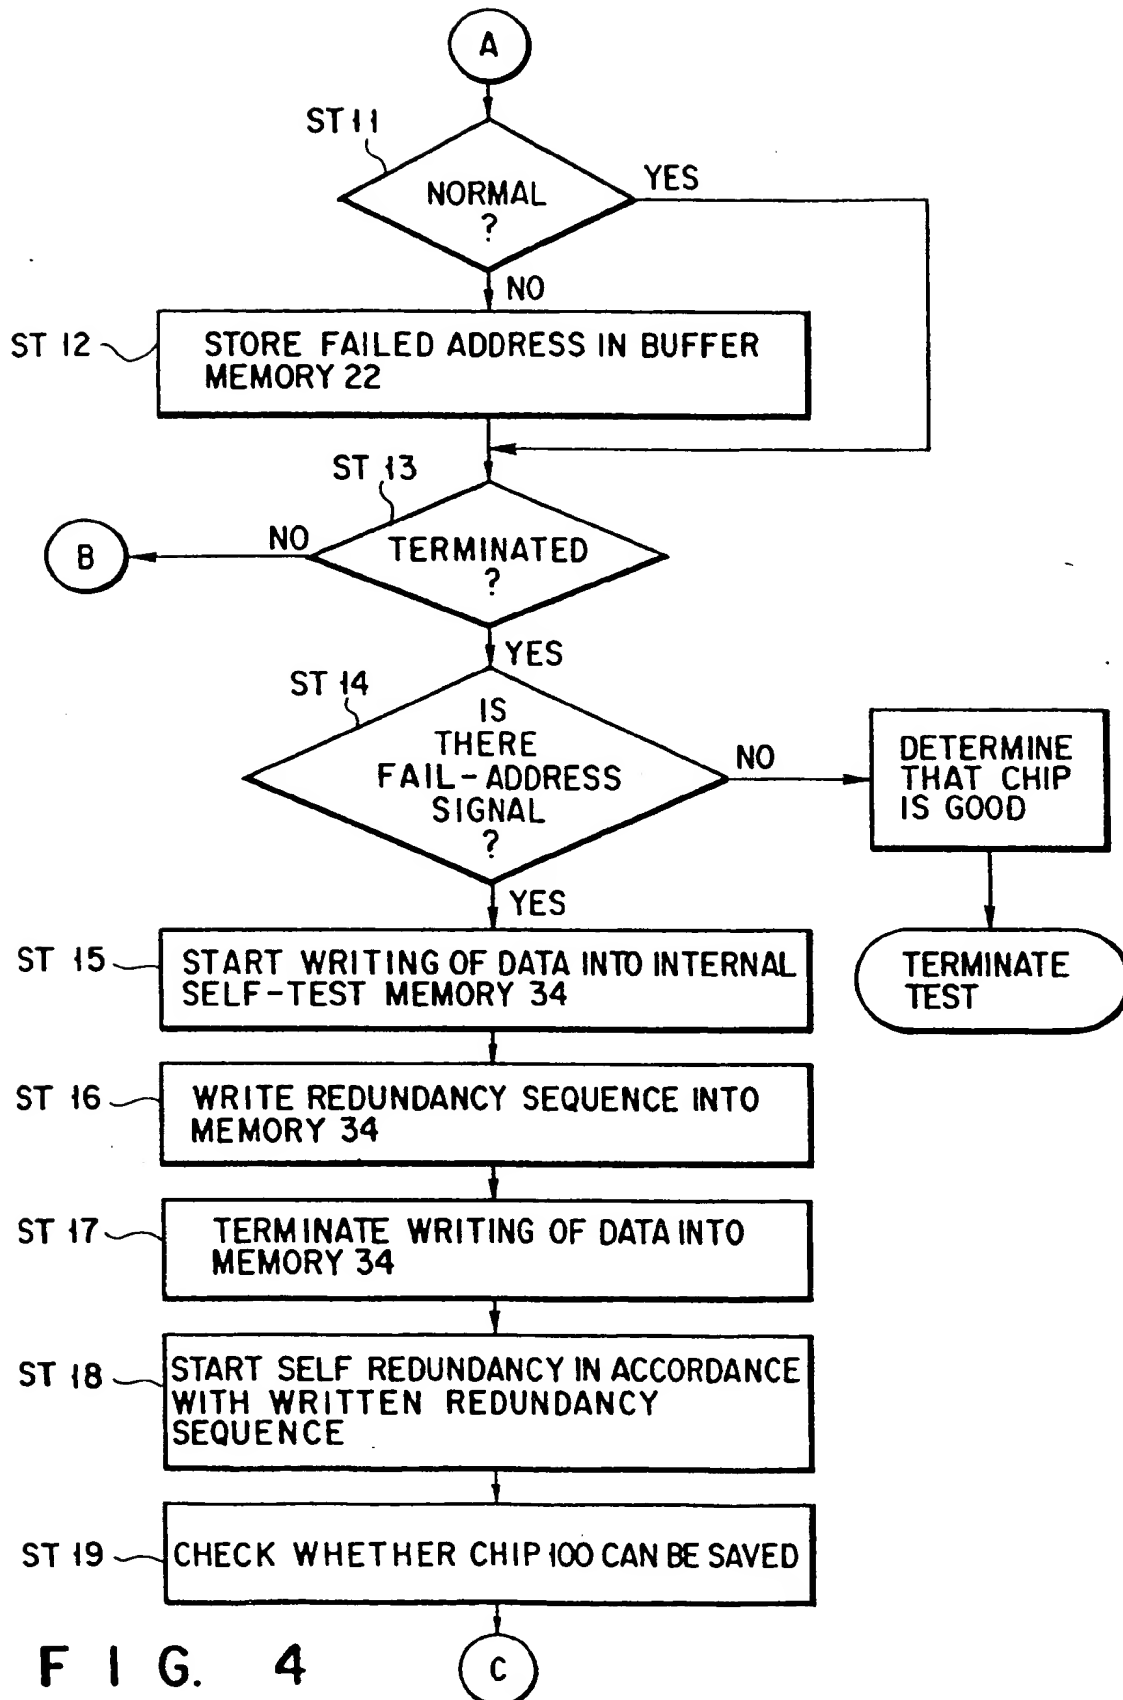 A
ST 11
NORMAL
?
YES
NO
ST 12
STORE FAILED ADDRESS IN BUFFER
MEMORY 22
ST 13
TERMINATED
?
NO
B
YES
ST 14
IS
THERE
FAIL-ADDRESS
SIGNAL
?
NO
DETERMINE
THAT CHIP
IS GOOD
YES
TERMINATE
TEST
ST 15
START WRITING OF DATA INTO INTERNAL
SELF-TEST MEMORY 34
ST 16
WRITE REDUNDANCY SEQUENCE INTO
MEMORY 34
ST 17
TERMINATE WRITING OF DATA INTO
MEMORY 34
ST 18
START SELF REDUNDANCY IN ACCORDANCE
WITH WRITTEN REDUNDANCY
SEQUENCE
ST 19
CHECK WHETHER CHIP 100 CAN BE SAVED
C
FIG. 4